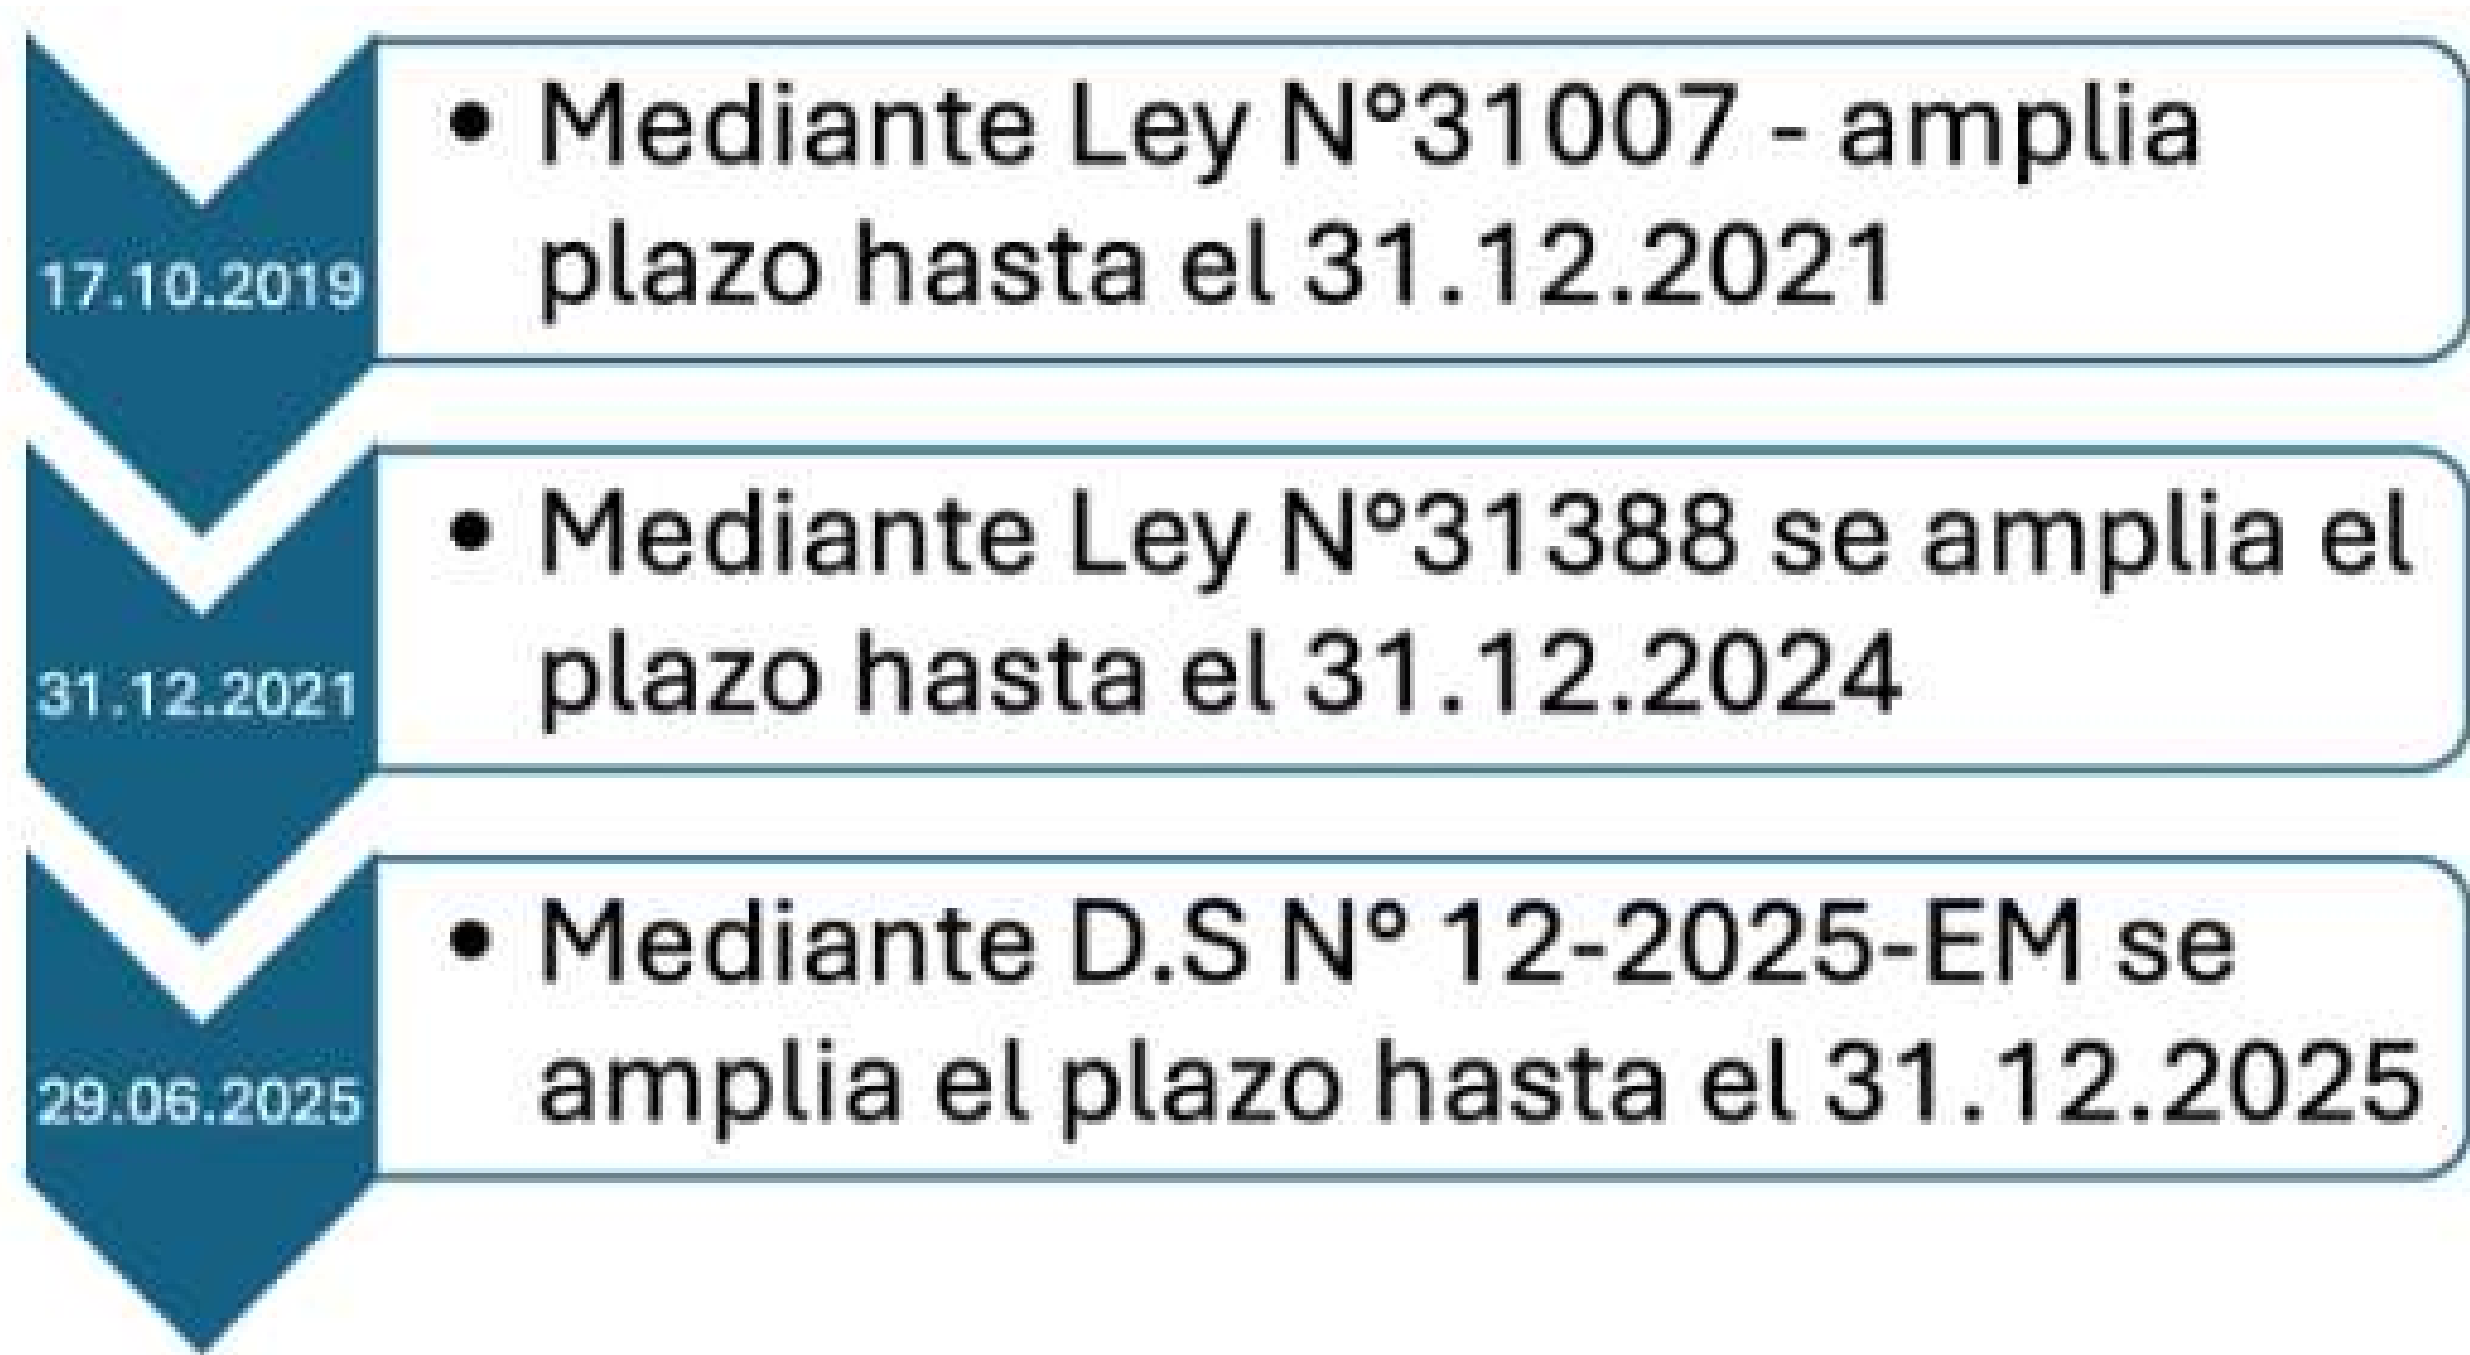 17.10.2019
• Mediante Ley N°31007 - amplia
plazo hasta el 31.12.2021
31.12.2021
• Mediante Ley N°31388 se amplia el
plazo hasta el 31.12.2024
29.06.2025
• Mediante D.S N° 12-2025-EM se
amplia el plazo hasta el 31.12.2025